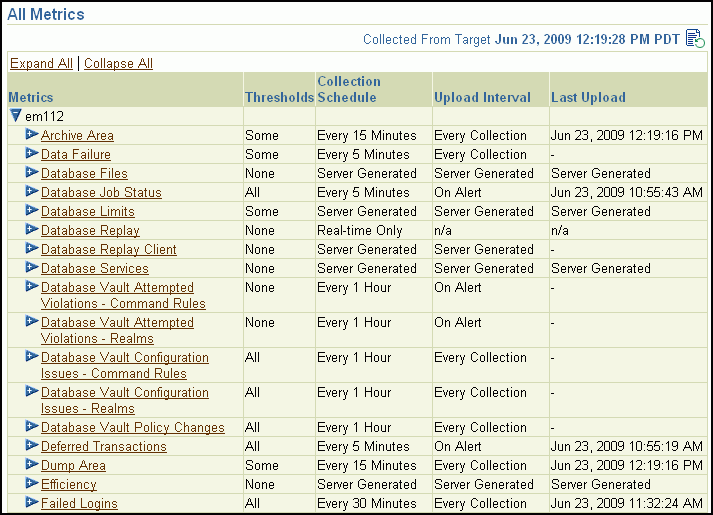 All Metrics
Collected From Target Jun 23, 2009 12:19:28 PM PDT
Expand All | Collapse All
Metrics Thresholds Collection Schedule Upload Interval Last Upload
em112
Archive Area Some Every 15 Minutes Every Collection Jun 23, 2009 12:19:16 PM
Data Failure Some Every 5 Minutes Every Collection -
Database Files None Server Generated Server Generated Server Generated
Database Job Status All Every 5 Minutes On Alert Jun 23, 2009 10:55:43 AM
Database Limits Some Server Generated Server Generated Server Generated
Database Replay None Real-time Only n/a n/a
Database Replay Client None Server Generated Server Generated -
Database Services None Server Generated Server Generated Server Generated
Database Vault Attempted None Every 1 Hour On Alert -
Violations - Command Rules
Database Vault Attempted None Every 1 Hour On Alert -
Violations - Realms
Database Vault Configuration All Every 1 Hour Every Collection -
Issues - Command Rules
Database Vault Configuration All Every 1 Hour Every Collection -
Issues - Realms
Database Vault Policy Changes All Every 1 Hour Every Collection -
Deferred Transactions All Every 5 Minutes On Alert Jun 23, 2009 10:55:19 AM
Dump Area Some Every 15 Minutes Every Collection Jun 23, 2009 12:19:16 PM
Efficiency None Server Generated Server Generated Server Generated
Failed Logins All Every 30 Minutes Every Collection Jun 23, 2009 11:32:24 AM